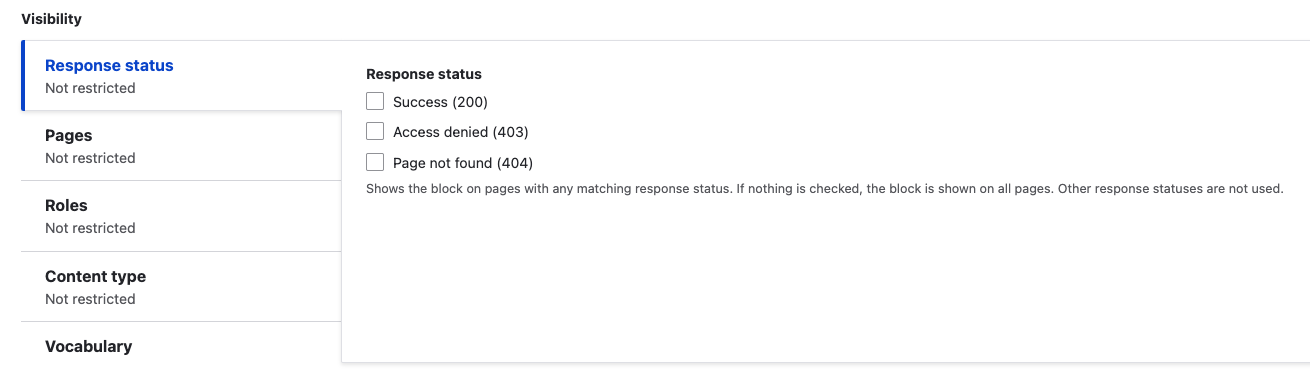 Visibility
Response status
Not restricted
Pages
Not restricted
Roles
Not restricted
Content type
Not restricted
Vocabulary
Response status
Success (200)
Access denied (403)
Page not found (404)
Shows the block on pages with any matching response status. If nothing is checked, the block is shown on all pages. Other response statuses are not used.